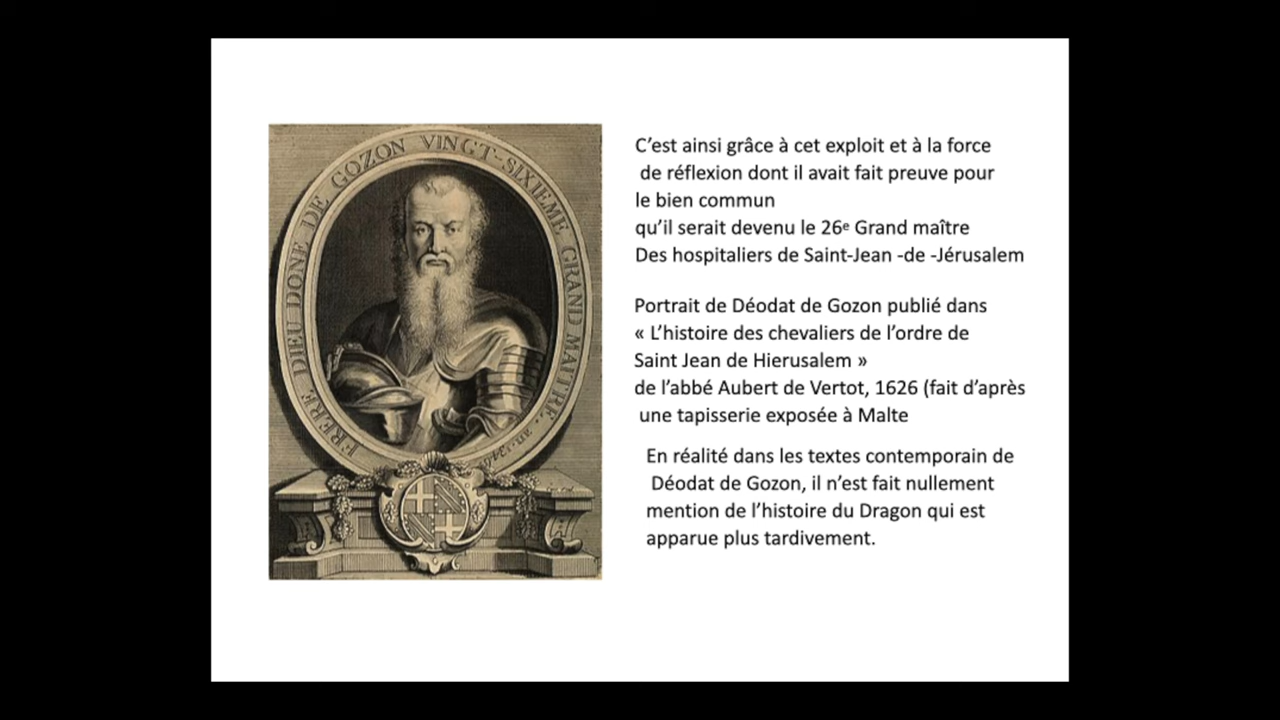 FRERE DIEU DONE DE GOZON VINGT-SIXIEME GRAND MAITRE. an. 1346
C’est ainsi grâce à cet exploit et à la force
de réflexion dont il avait fait preuve pour
le bien commun
qu’il serait devenu le 26e Grand maître
Des hospitaliers de Saint-Jean -de -Jérusalem
Portrait de Déodat de Gozon publié dans
« L’histoire des chevaliers de l’ordre de
Saint Jean de Hierusalem »
de l’abbé Aubert de Vertot, 1626 (fait d’après
une tapisserie exposée à Malte
En réalité dans les textes contemporain de
Déodat de Gozon, il n’est fait nullement
mention de l’histoire du Dragon qui est
apparue plus tardivement.